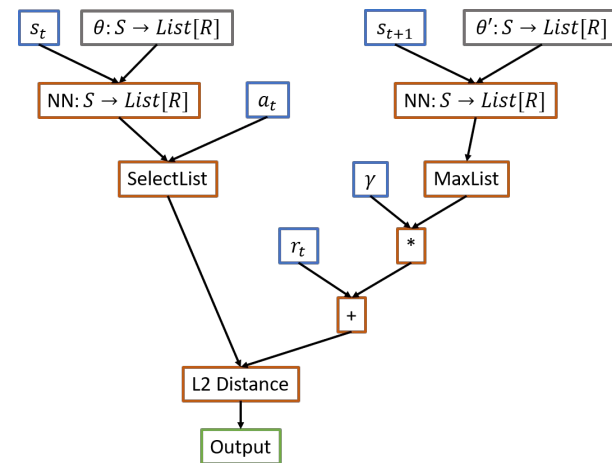 s_t
θ: S → List[R]
s_{t+1}
θ′: S → List[R]
NN: S → List[R]
NN: S → List[R]
a_t
SelectList
γ
MaxList
r_t
*
+
L2 Distance
Output